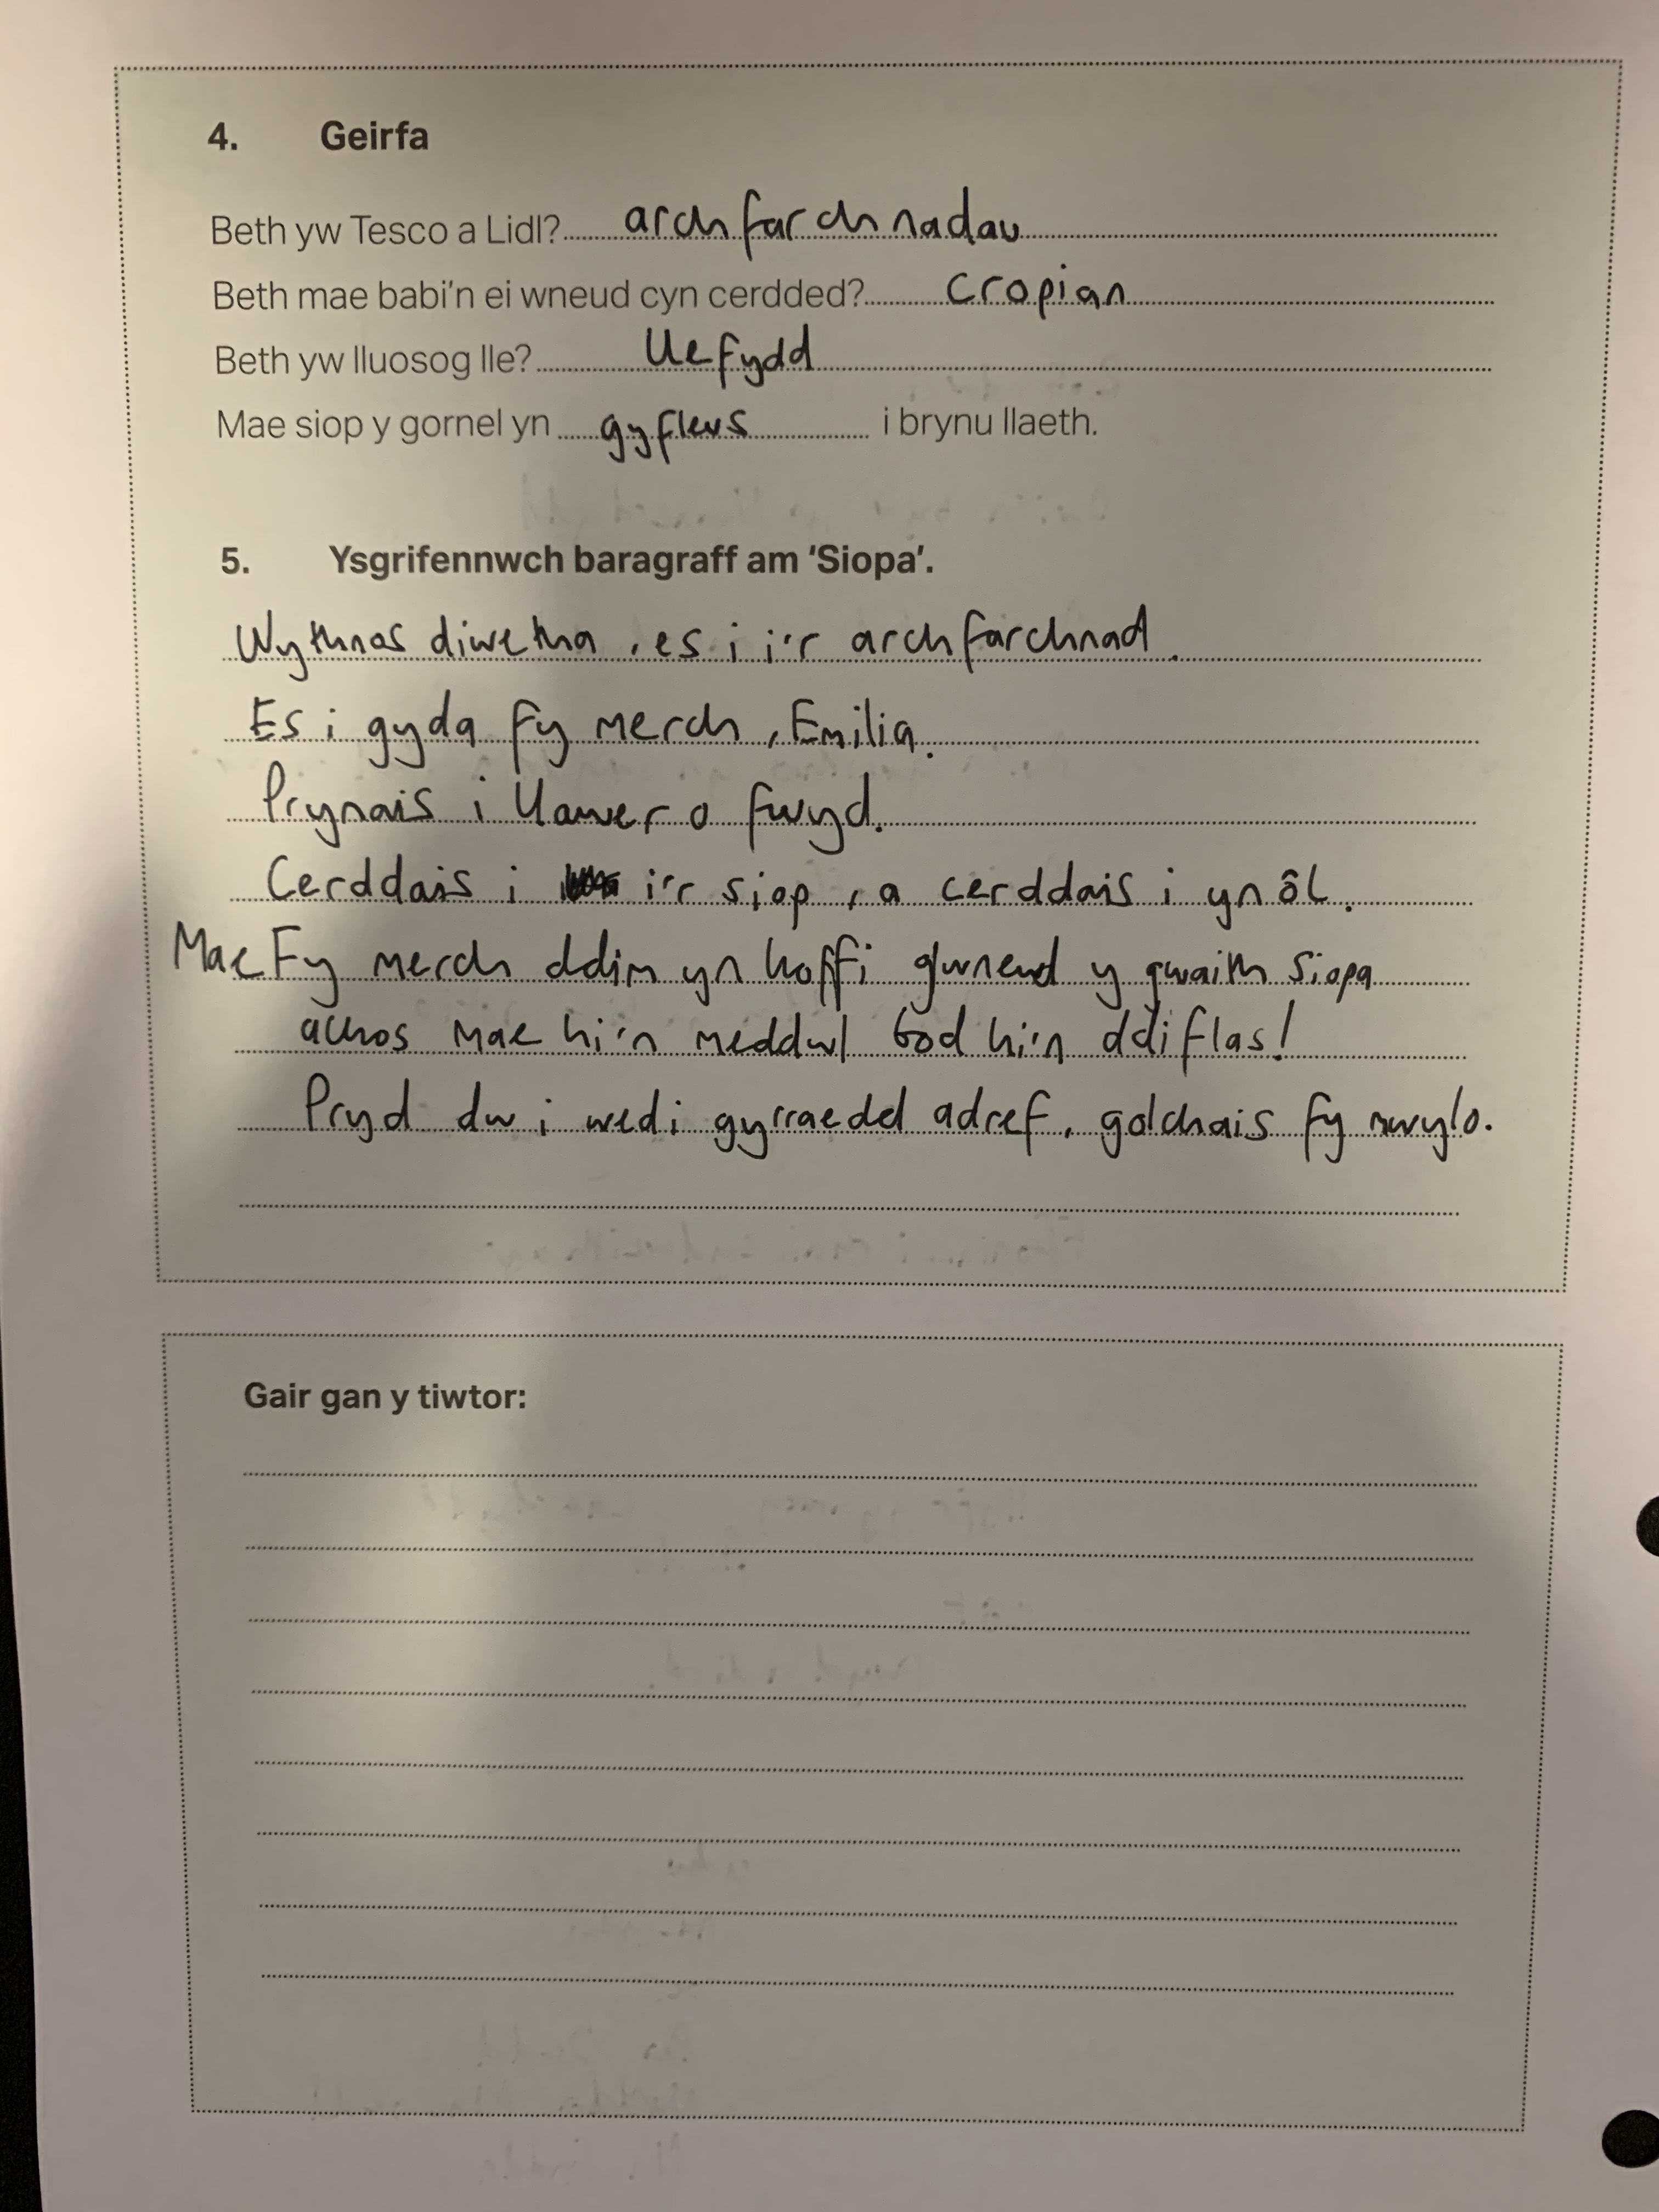 4. Geirfa
Beth yw Tesco a Lidl? archfarchnadau
Beth mae babi'n ei wneud cyn cerdded? cropian
Beth yw lluosog lle? llefydd
Mae siop y gornel yn gyfleus i brynu llaeth.
5. Ysgrifennwch baragraff am 'Siopa'.
Wythnos diwetha, es i i'r archfarchnad.
Es i gyda fy merch, Emilia.
Prynais i llawer o fwyd.
Cerddais i i'r siop, a cerddais i yn ôl.
Mae Fy merch ddim yn hoffi gwneud y gwaith siopa
achos mae hi'n meddwl bod hi'n ddiflas!
Pryd dw i wedi gyrraedd adref, golchais fy nwylo.
Gair gan y tiwtor: